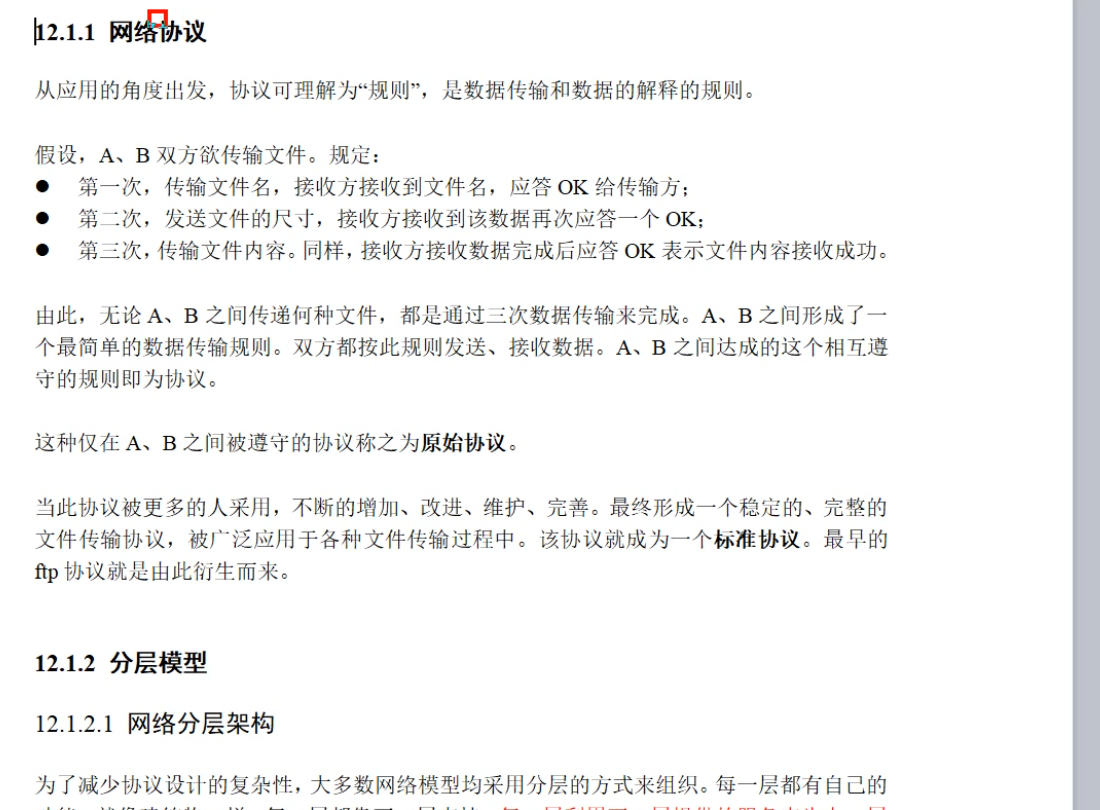 12.1.1 网络协议
从应用的角度出发，协议可理解为“规则”，是数据传输和数据的解释的规则。
假设，A、B 双方欲传输文件。规定：
● 第一次，传输文件名，接收方接收到文件名，应答 OK 给传输方；
● 第二次，发送文件的尺寸，接收方接收到该数据再次应答一个 OK；
● 第三次，传输文件内容。同样，接收方接收数据完成后应答 OK 表示文件内容接收成功。
由此，无论 A、B 之间传递何种文件，都是通过三次数据传输来完成。A、B 之间形成了一
个最简单的数据传输规则。双方都按此规则发送、接收数据。A、B 之间达成的这个相互遵
守的规则即为协议。
这种仅在 A、B 之间被遵守的协议称之为原始协议。
当此协议被更多的人采用，不断的增加、改进、维护、完善。最终形成一个稳定的、完整的
文件传输协议，被广泛应用于各种文件传输过程中。该协议就成为一个标准协议。最早的
ftp 协议就是由此衍生而来。
12.1.2 分层模型
12.1.2.1 网络分层架构
为了减少协议设计的复杂性，大多数网络模型均采用分层的方式来组织。每一层都有自己的